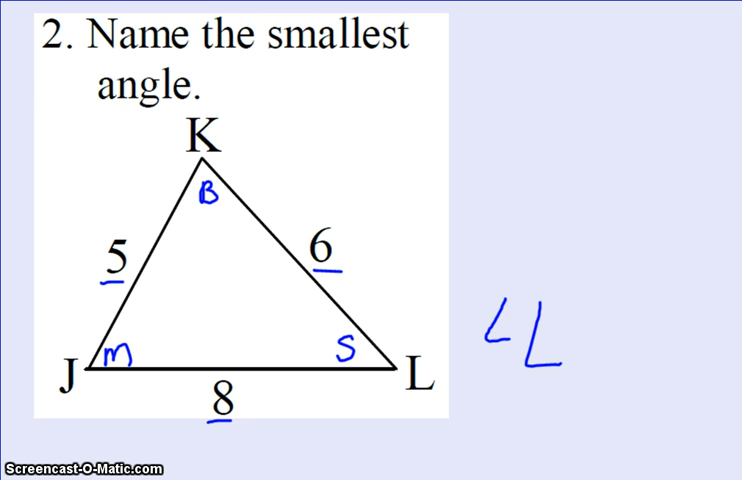 2. Name the smallest
angle.
K
B
5
6
∠L
J
m
S
L
8
Screencast-O-Matic.com